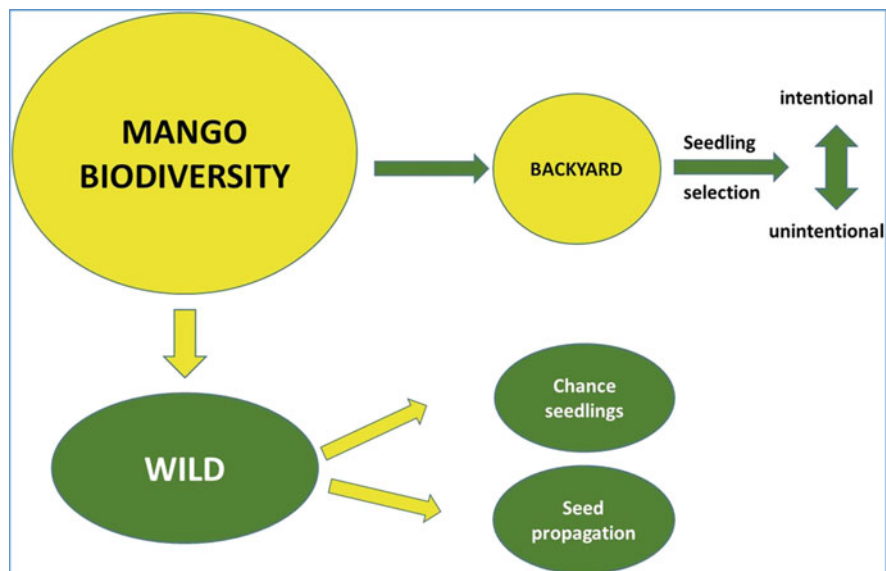 MANGO
BIODIVERSITY
BACKYARD
Seedling
selection
intentional
unintentional
WILD
Chance
seedlings
Seed
propagation